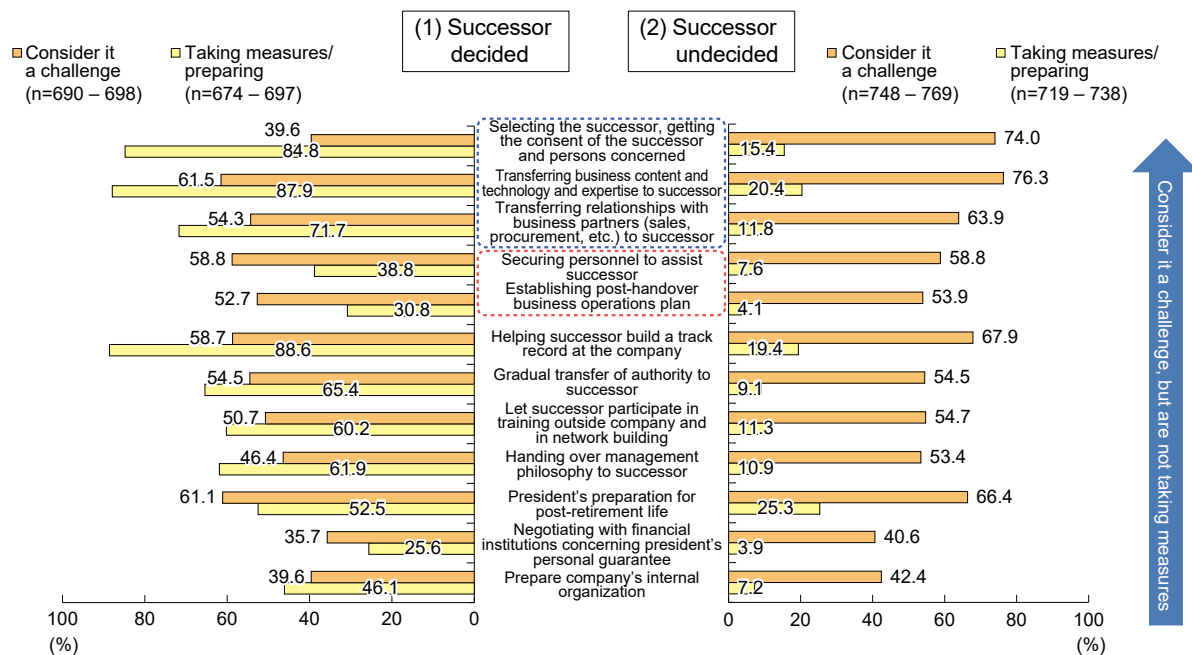 (1) Successor
decided
(2) Successor
undecided
Consider it
a challenge
(n=690 – 698)
Taking measures/
preparing
(n=674 – 697)
Consider it
a challenge
(n=748 – 769)
Taking measures/
preparing
(n=719 – 738)
39.6
84.8
Selecting the successor, getting
the consent of the successor
and persons concerned
74.0
15.4
61.5
87.9
Transferring business content and
technology and expertise to successor
76.3
20.4
54.3
71.7
Transferring relationships with
business partners (sales,
procurement, etc.) to successor
63.9
11.8
58.8
38.8
Securing personnel to assist
successor
58.8
7.6
52.7
30.8
Establishing post-handover
business operations plan
53.9
4.1
58.7
88.6
Helping successor build a track
record at the company
67.9
19.4
54.5
65.4
Gradual transfer of authority to
successor
54.5
9.1
50.7
60.2
Let successor participate in
training outside company and
in network building
54.7
11.3
46.4
61.9
Handing over management
philosophy to successor
53.4
10.9
61.1
52.5
President's preparation for
post-retirement life
66.4
25.3
35.7
25.6
Negotiating with financial
institutions concerning president's
personal guarantee
40.6
3.9
39.6
46.1
Prepare company's internal
organization
42.4
7.2
100 80 60 40 20 0
(%)
0 20 40 60 80 100
(%)
Consider it a challenge, but are not taking measures